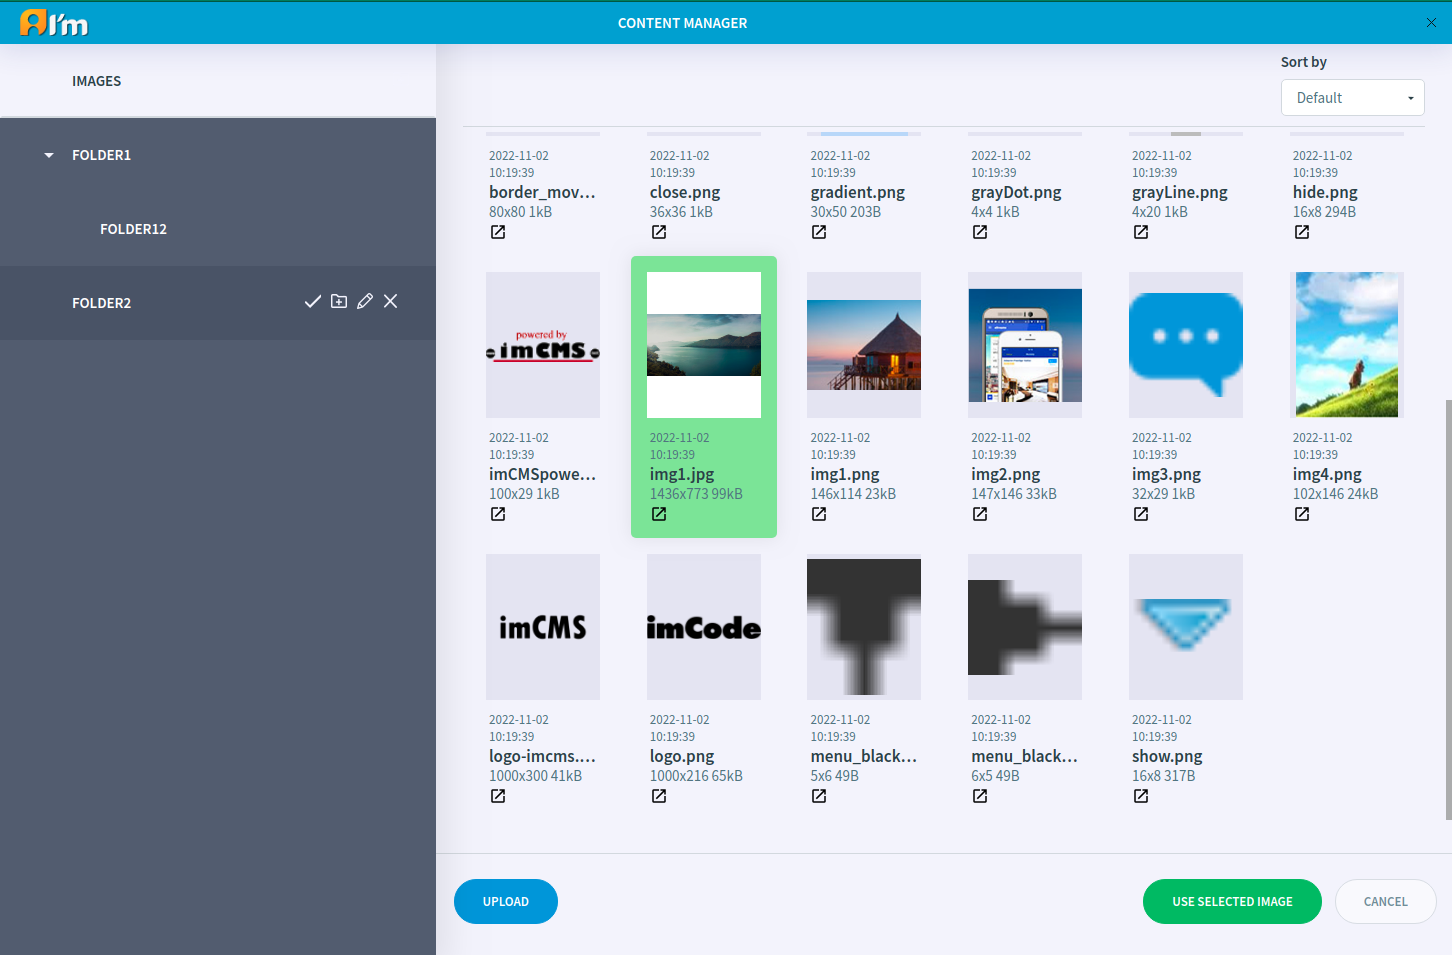 I'm
CONTENT MANAGER
IMAGES
FOLDER1
FOLDER12
FOLDER2
Sort by
Default
2022-11-02 10:19:39
border_mov...
80x80 1kB
2022-11-02 10:19:39
close.png
36x36 1kB
2022-11-02 10:19:39
gradient.png
30x50 203B
2022-11-02 10:19:39
grayDot.png
4x4 1kB
2022-11-02 10:19:39
grayLine.png
4x20 1kB
2022-11-02 10:19:39
hide.png
16x8 294B
powered by
imCMS
2022-11-02 10:19:39
imCMSpowe...
100x29 1kB
2022-11-02 10:19:39
img1.jpg
1436x773 99kB
2022-11-02 10:19:39
img1.png
146x114 23kB
2022-11-02 10:19:39
img2.png
147x146 33kB
2022-11-02 10:19:39
img3.png
32x29 1kB
2022-11-02 10:19:39
img4.png
102x146 24kB
imCMS
2022-11-02 10:19:39
logo-imcms....
1000x300 41kB
imCode
2022-11-02 10:19:39
logo.png
1000x216 65kB
2022-11-02 10:19:39
menu_black...
5x6 49B
2022-11-02 10:19:39
menu_black...
6x5 49B
2022-11-02 10:19:39
show.png
16x8 317B
UPLOAD
USE SELECTED IMAGE
CANCEL